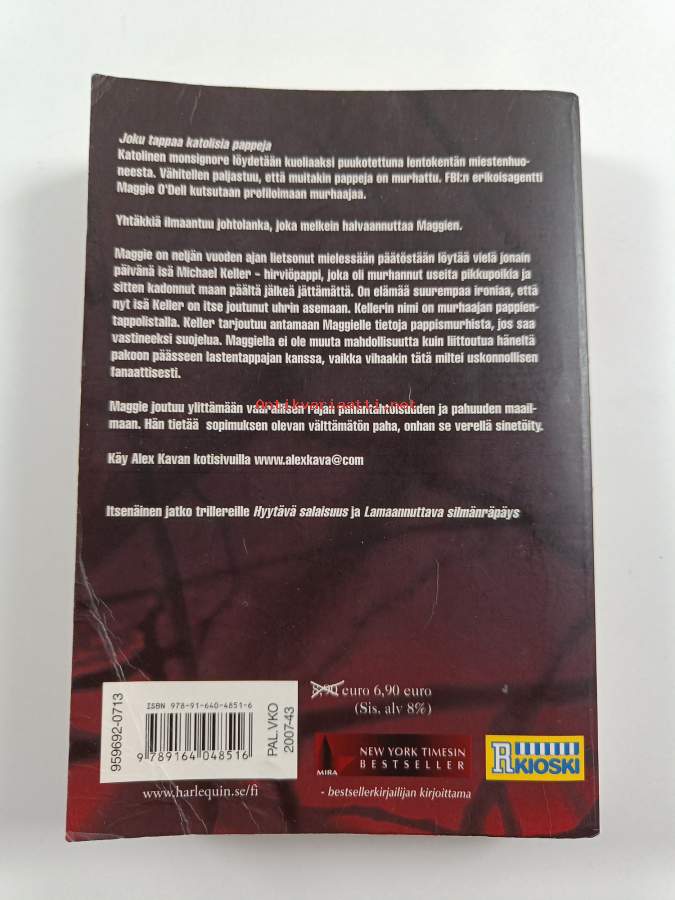 Joku tappaa katolisia pappeja
Katolinen monsignore löydetään kuoliaaksi puukotettuna lentokentän miestenhuo-
neesta. Vähitellen paljastuu, että muitakin pappeja on murhattu. FBI:n erikoisagentti
Maggie O'Dell kutsutaan profiloimaan murhaajaa.
Yhtäkkiä ilmaantuu johtolanka, joka melkein halvaannuttaa Maggien.
Maggie on neljän vuoden ajan lietsonut mielessään päätöstään löytää vielä jonain
päivänä isä Michael Keller – hirviöpappi, joka oli murhannut useita pikkupoikia ja
sitten kadonnut maan päältä jälkeä jättämättä. On elämää suurempaa ironiaa, että
nyt isä Keller on itse joutunut uhrin asemaan. Kellerin nimi on murhaajan pappien-
tappolistalla. Keller tarjoutuu antamaan Maggielle tietoja pappismurhista, jos saa
vastineeksi suojelua. Maggiella ei ole muuta mahdollisuutta kuin liittoutua häneltä
pakoon päässeen lastentappajan kanssa, vaikka vihaakin tätä miltei uskonnollisen
fanaattisesti.
Antikvariaatti.net
Maggie joutuu ylittämään vaarallisen rajan pahantahtoisuuden ja pahuuden maail-
maan. Hän tietää sopimuksen olevan välttämätön paha, onhan se verellä sinetöity.
Käy Alex Kavan kotisivuilla www.alexkava@com
Itsenäinen jatko trillereille Hyytävä salaisuus ja Lamaannuttava silmänräpäys
959692-0713
ISBN 978-91-640-4851-6
9 789164 048516
PAL.VKO
2007-43
www.harlequin.se/fi
euro 6,90 euro
(Sis. alv 8%)
MIRA
NEW YORK TIMESIN
BESTSELLER
- bestsellerkirjailijan kirjoittama
R
KIOSKI